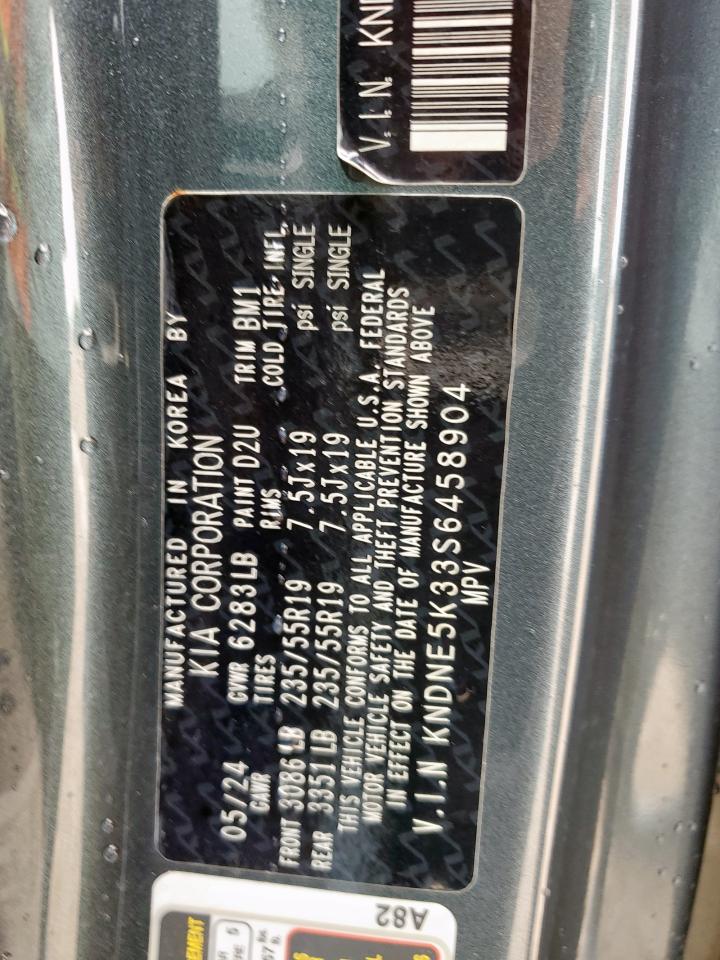 V.I.N. KND
MANUFACTURED IN KOREA BY
KIA CORPORATION
05/24 GVWR 6283LB PAINT D2U TRIM BM1
GAWR TIRES RIMS COLD TIRE INFL.
FRONT 3086LB 235/55R19 7.5Jx19 psi SINGLE
REAR 3351LB 235/55R19 7.5Jx19 psi SINGLE
THIS VEHICLE CONFORMS TO ALL APPLICABLE U.S.A. FEDERAL
MOTOR VEHICLE SAFETY AND THEFT PREVENTION STANDARDS
IN EFFECT ON THE DATE OF MANUFACTURE SHOWN ABOVE
V.I.N KNDNE5K33S6458904
MPV
A82